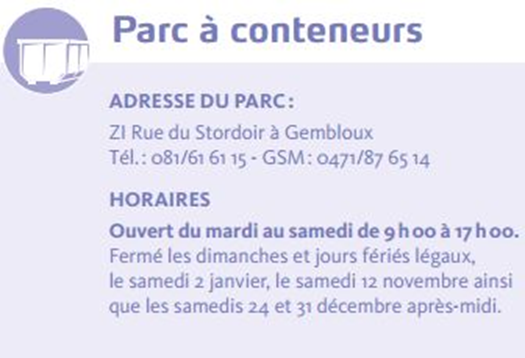 Parc à conteneurs
ADRESSE DU PARC :
ZI Rue du Stordoir à Gembloux
Tél. : 081/61 61 15 - GSM : 0471/87 65 14
HORAIRES
Ouvert du mardi au samedi de 9 h 00 à 17 h 00.
Fermé les dimanches et jours fériés légaux,
le samedi 2 janvier, le samedi 12 novembre ainsi
que les samedis 24 et 31 décembre après-midi.